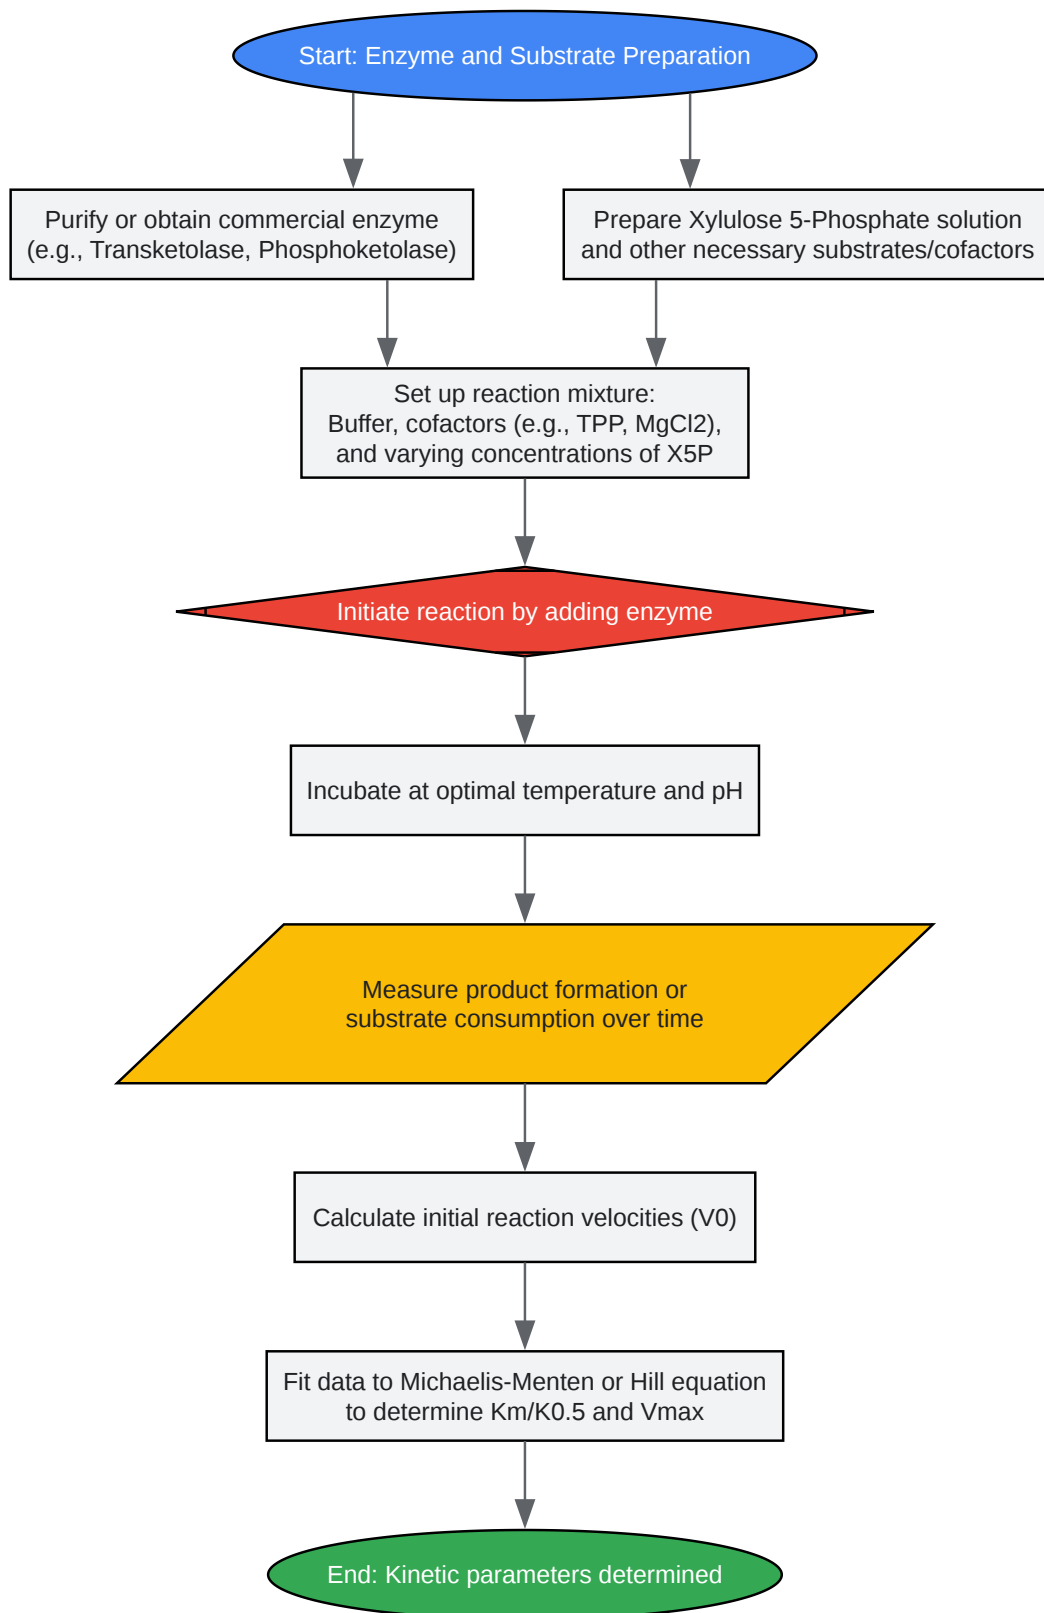 Start: Enzyme and Substrate Preparation
Purify or obtain commercial enzyme
(e.g., Transketolase, Phosphoketolase)
Prepare Xylulose 5-Phosphate solution
and other necessary substrates/cofactors
Set up reaction mixture:
Buffer, cofactors (e.g., TPP, MgCl2),
and varying concentrations of X5P
Initiate reaction by adding enzyme
Incubate at optimal temperature and pH
Measure product formation or
substrate consumption over time
Calculate initial reaction velocities (V0)
Fit data to Michaelis-Menten or Hill equation
to determine Km/K0.5 and Vmax
End: Kinetic parameters determined